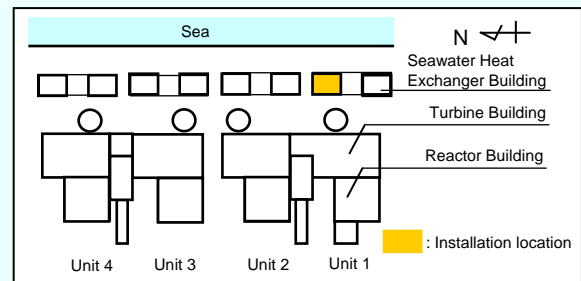 Sea
N
Seawater Heat
Exchanger Building
Turbine Building
Reactor Building
: Installation location
Unit 4
Unit 3
Unit 2
Unit 1